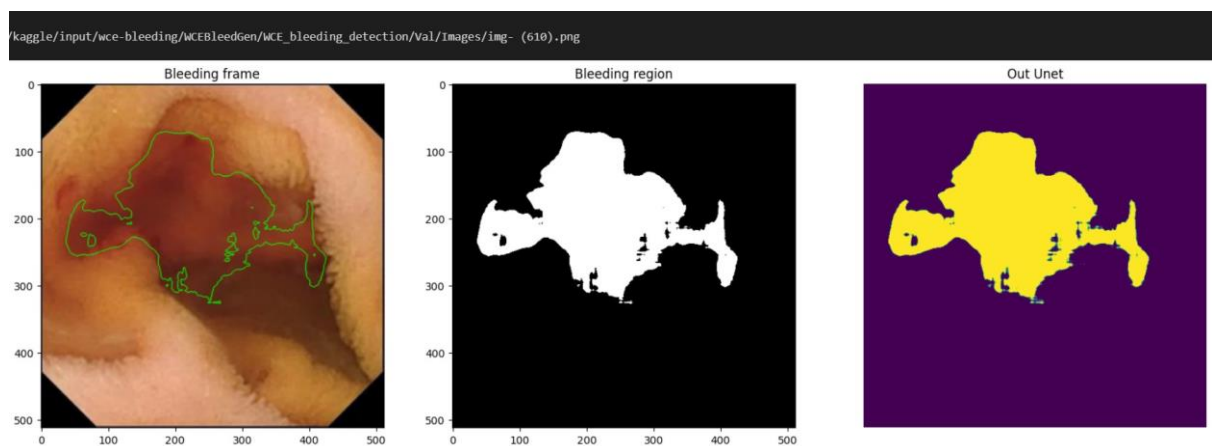 /kaggle/input/wce-bleeding/WCEBleedGen/WCE_bleeding_detection/Val/Images/img- (610).png
Bleeding frame
Bleeding region
Out Unet
0
100
200
300
400
500
0 100 200 300 400 500
0
100
200
300
400
500
0 100 200 300 400 500